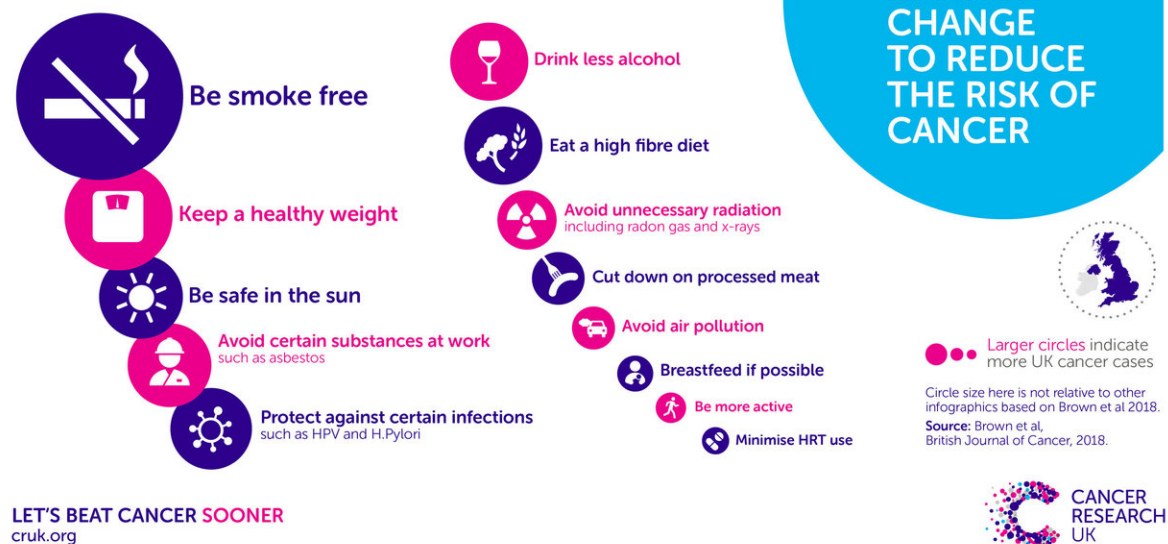 Be smoke free
Keep a healthy weight
Be safe in the sun
Avoid certain substances at work
such as asbestos
Protect against certain infections
such as HPV and H.Pylori
Drink less alcohol
Eat a high fibre diet
Avoid unnecessary radiation
including radon gas and x-rays
Cut down on processed meat
Avoid air pollution
Breastfeed if possible
Be more active
Minimise HRT use
CHANGE
TO REDUCE
THE RISK OF
CANCER
Larger circles indicate
more UK cancer cases
Circle size here is not relative to other
infographics based on Brown et al 2018.
Source: Brown et al,
British Journal of Cancer, 2018.
LET'S BEAT CANCER SOONER
cruk.org
CANCER
RESEARCH
UK